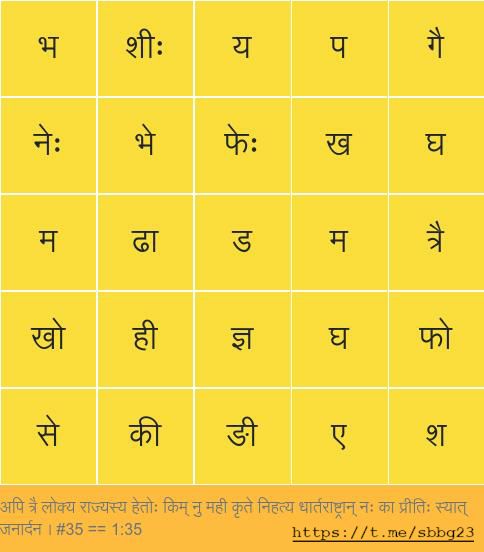 भ शीः य प गै
नेः भे फेः ख घ
म ढा ड म त्रै
खो ही ज्ञ घ फो
से की ङी ए श
अपि त्रै लोक्य राज्यस्य हेतोः किम् नु मही कृते निहत्य धार्तराष्ट्रान् नः का प्रीतिः स्यात्
जनार्दन । #35 == 1:35 https://t.me/sbbg23